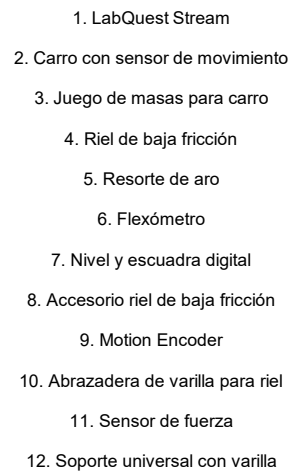 1. LabQuest Stream
2. Carro con sensor de movimiento
3. Juego de masas para carro
4. Riel de baja fricción
5. Resorte de aro
6. Flexómetro
7. Nivel y escuadra digital
8. Accesorio riel de baja fricción
9. Motion Encoder
10. Abrazadera de varilla para riel
11. Sensor de fuerza
12. Soporte universal con varilla